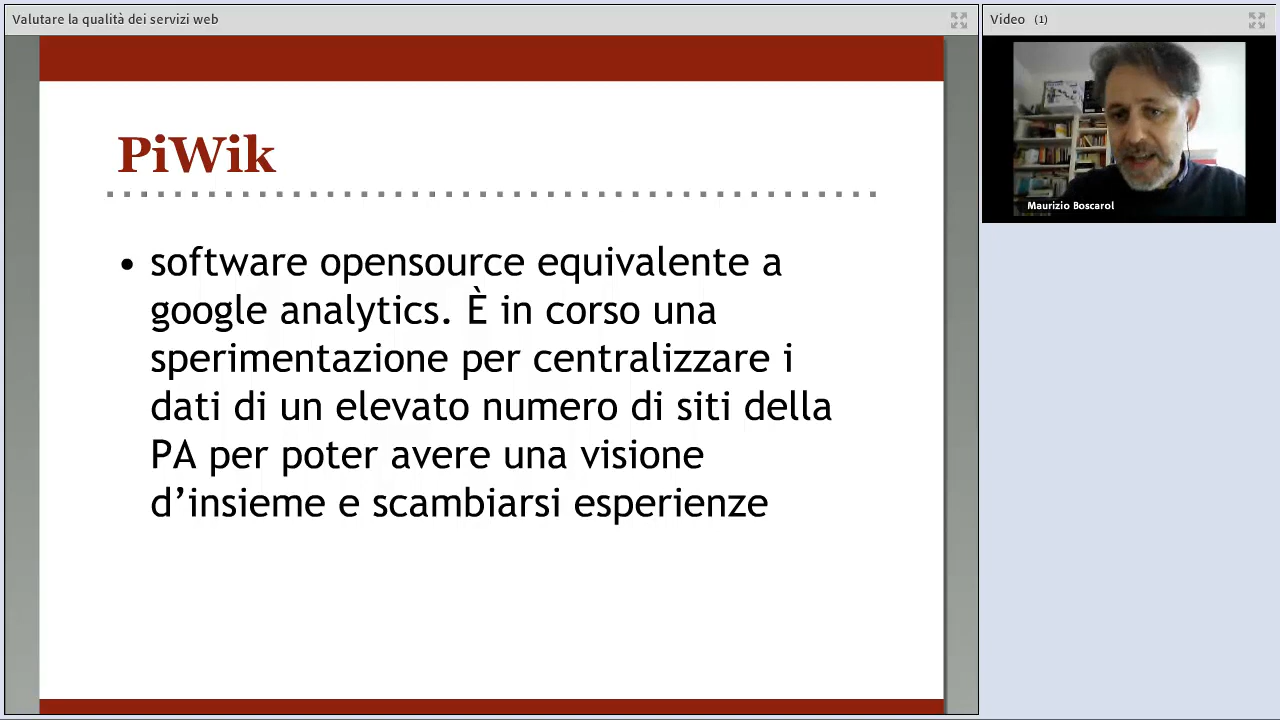 Valutare la qualità dei servizi web
Video (1)
PiWik
• software opensource equivalente a
google analytics. È in corso una
sperimentazione per centralizzare i
dati di un elevato numero di siti della
PA per poter avere una visione
d’insieme e scambiarsi esperienze
Maurizio Boscarol